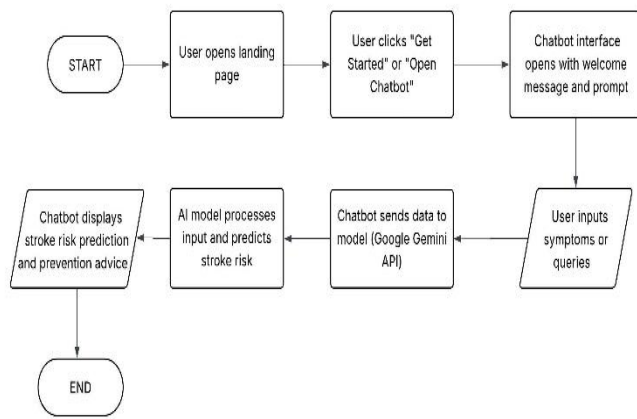 START
User opens landing
page
User clicks "Get
Started" or "Open
Chatbot"
Chatbot interface
opens with welcome
message and prompt
User inputs
symptoms or
queries
Chatbot sends data to
model (Google Gemini
API)
AI model processes
input and predicts
stroke risk
Chatbot displays
stroke risk prediction
and prevention advice
END